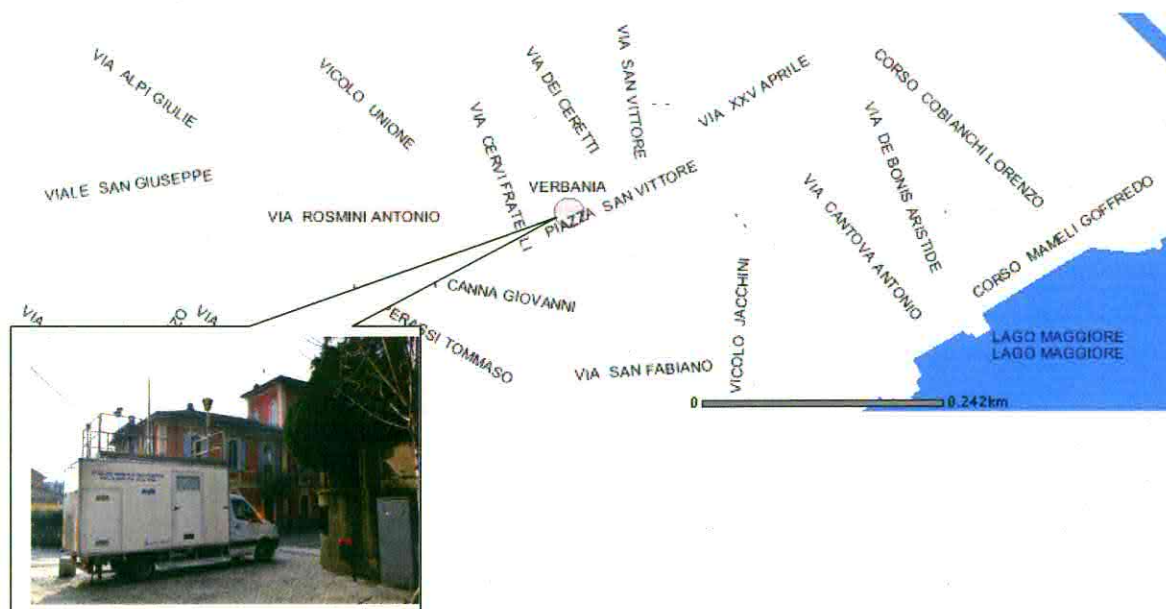 VIA ALPI GIULIE
VICOLO UNIONE
VIA DEI CERETTI
VIA SAN VITTORE
VIA XXV APRILE
CORSO COBIANCHI LORENZO
VIA CERVI FRATELLI
VIA DE BONIS ARISTIDE
VIALE SAN GIUSEPPE
VERBANIA
PIAZZA SAN VITTORE
VIA CANTOVA ANTONIO
CORSO MAMELI GOFFREDO
VIA ROSMINI ANTONIO
CANNA GIOVANNI
VICOLO JACCHINI
VIA
VIA
ERASSI TOMMASO
LAGO MAGGIORE
LAGO MAGGIORE
VIA SAN FABIANO
0 0.242km